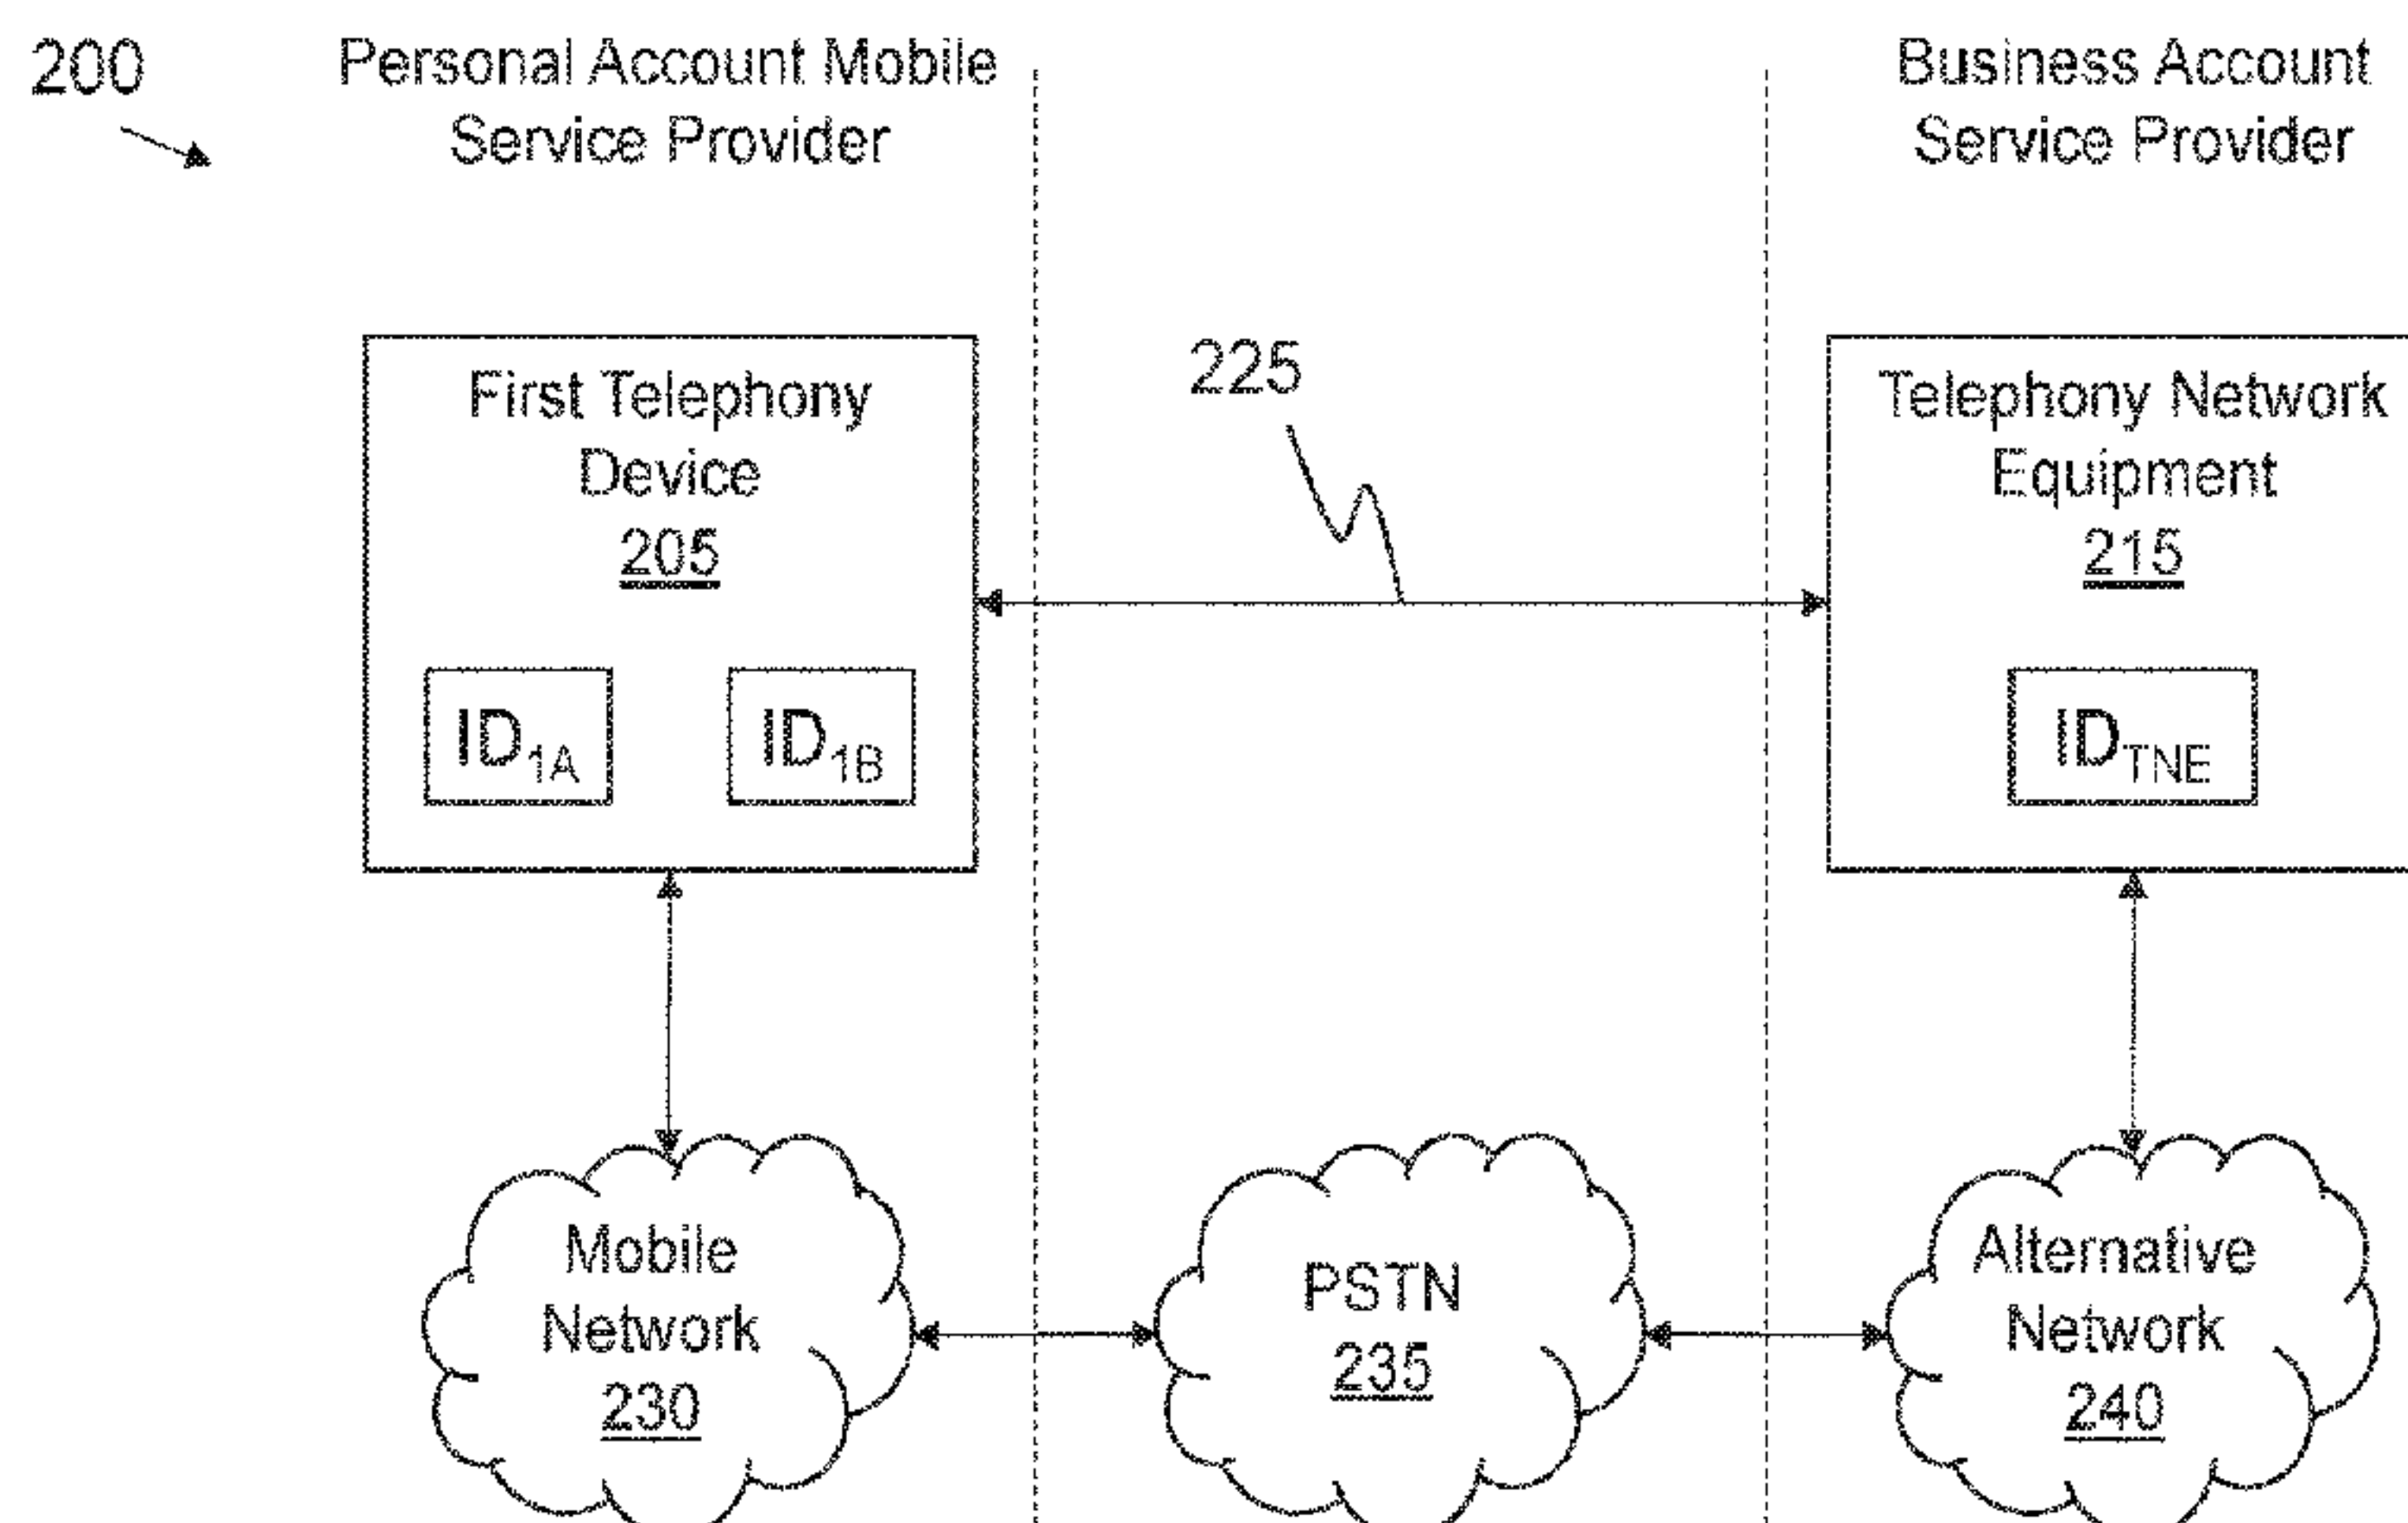 200
Personal Account Mobile
Service Provider
Business Account
Service Provider
First Telephony
Device
205
ID1A
ID1B
225
Telephony Network
Equipment
215
IDTNE
Mobile
Network
230
PSTN
235
Alternative
Network
240